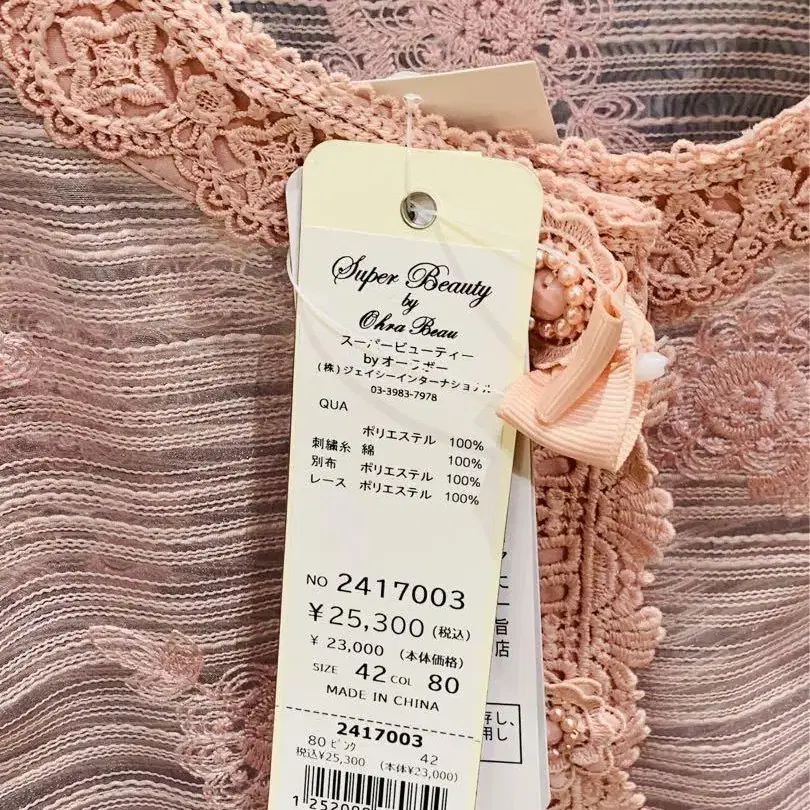 Super Beauty
by
Ohra Beau
スーパービューティー
by オーラボー
(株)ジェイシーインターナショナル
03-3983-7978
QUA
ポリエステル 100%
刺繍糸 綿 100%
別布 ポリエステル 100%
レース ポリエステル 100%
NO 2417003
¥25,300 (税込)
¥ 23,000 (本体価格)
SIZE 42 COL 80
MADE IN CHINA
2417003
80 ピンク 42
税込¥25,300 (本体¥23,000)
1 252000
店